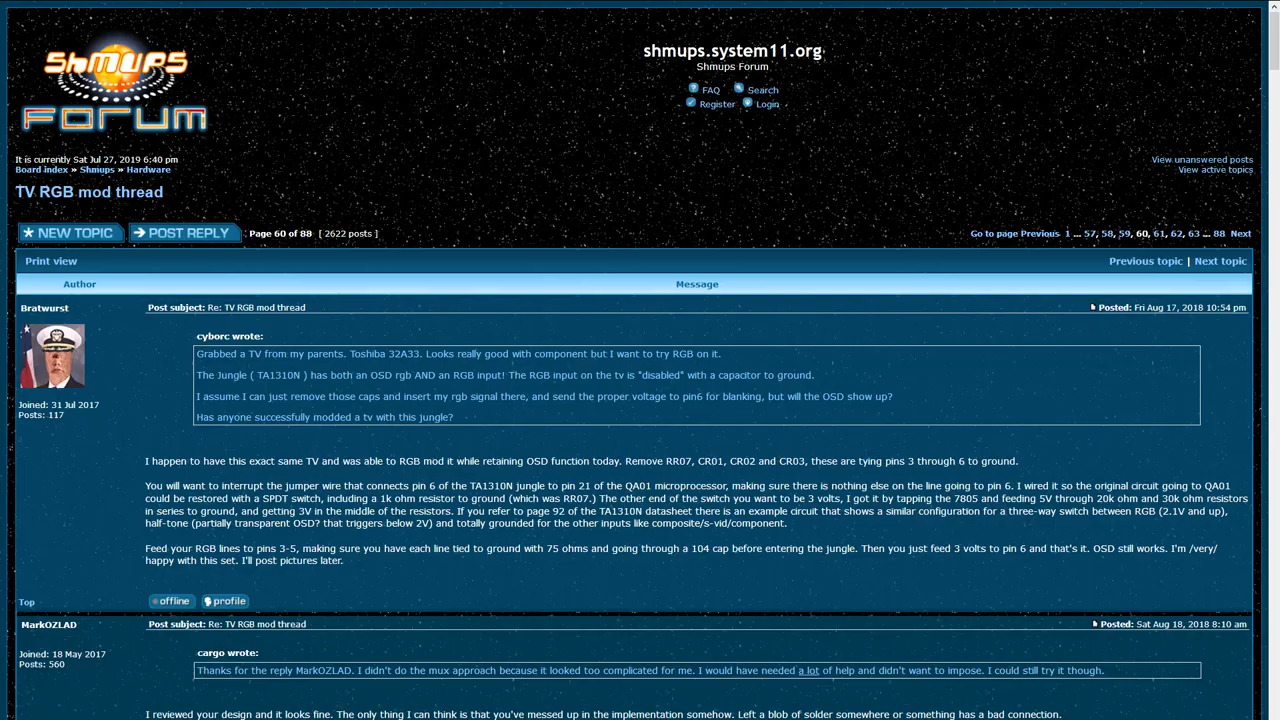 Shmups
FORUM
shmups.system11.org
Shmups Forum
FAQ Search
Register Login
It is currently Sat Jul 27, 2019 6:40 pm
Board index » Shmups » Hardware
View unanswered posts
View active topics
TV RGB mod thread
NEW TOPIC POST REPLY Page 60 of 88 [ 2622 posts ]
Go to page Previous 1 ... 57, 58, 59, 60, 61, 62, 63 ... 88 Next
Print view
Previous topic | Next topic
Author Message
Bratwurst
Post subject: Re: TV RGB mod thread
Posted: Fri Aug 17, 2018 10:54 pm
Joined: 31 Jul 2017
Posts: 117
cyborc wrote:
Grabbed a TV from my parents. Toshiba 32A33. Looks really good with component but I want to try RGB on it.
The Jungle ( TA1310N ) has both an OSD rgb AND an RGB input! The RGB input on the tv is "disabled" with a capacitor to ground.
I assume I can just remove those caps and insert my rgb signal there, and send the proper voltage to pin6 for blanking, but will the OSD show up?
Has anyone successfully modded a tv with this jungle?
I happen to have this exact same TV and was able to RGB mod it while retaining OSD function today. Remove RR07, CR01, CR02 and CR03, these are tying pins 3 through 6 to ground.
You will want to interrupt the jumper wire that connects pin 6 of the TA1310N jungle to pin 21 of the QA01 microprocessor, making sure there is nothing else on the line going to pin 6. I wired it so the original circuit going to QA01
could be restored with a SPDT switch, including a 1k ohm resistor to ground (which was RR07.) The other end of the switch you want to be 3 volts, I got it by tapping the 7805 and feeding 5V through 20k ohm and 30k ohm resistors
in series to ground, and getting 3V in the middle of the resistors. If you refer to page 92 of the TA1310N datasheet there is an example circuit that shows a similar configuration for a three-way switch between RGB (2.1V and up),
half-tone (partially transparent OSD? that triggers below 2V) and totally grounded for the other inputs like composite/s-vid/component.
Feed your RGB lines to pins 3-5, making sure you have each line tied to ground with 75 ohms and going through a 104 cap before entering the jungle. Then you just feed 3 volts to pin 6 and that's it. OSD still works. I'm /very/
happy with this set. I'll post pictures later.
Top
offline profile
MarkOZLAD
Post subject: Re: TV RGB mod thread
Posted: Sat Aug 18, 2018 8:10 am
Joined: 18 May 2017
Posts: 560
cargo wrote:
Thanks for the reply MarkOZLAD. I didn't do the mux approach because it looked too complicated for me. I would have needed a lot of help and didn't want to impose. I could still try it though.
I reviewed your design and it looks fine. The only thing I can think is that you've messed up in the implementation somehow. Left a blob of solder somewhere or something has a bad connection.